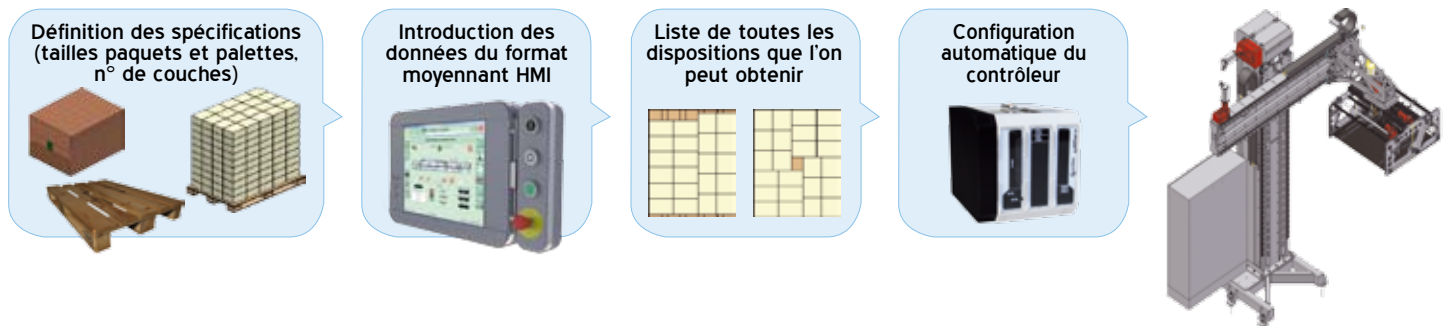 Définition des spécifications
(tailles paquets et palettes,
n° de couches)
Introduction des
données du format
moyennant HMI
Liste de toutes les
dispositions que l'on
peut obtenir
Configuration
automatique du
contrôleur